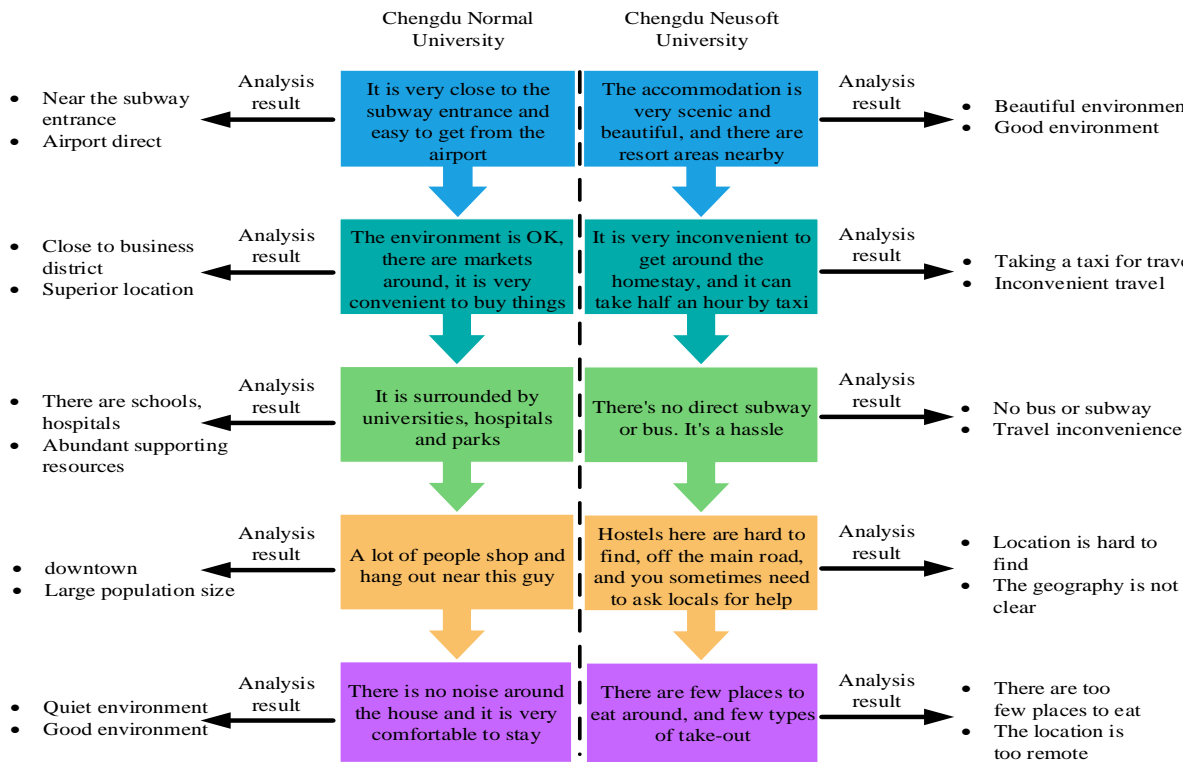 Chengdu Normal
University
Chengdu Neusoft
University
Near the subway
entrance
Airport direct
Analysis
result
It is very close to the
subway entrance and
easy to get from the
airport
The accommodation is
very scenic and
beautiful, and there are
resort areas nearby
Analysis
result
Beautiful environmen
Good environment
Close to business
district
Superior location
Analysis
result
The environment is OK,
there are markets
around, it is very
convenient to buy things
It is very inconvenient to
get around the
homestay, and it can
take half an hour by taxi
Analysis
result
Taking a taxi for trave
Inconvenient travel
There are schools,
hospitals
Abundant supporting
resources
Analysis
result
It is surrounded by
universities, hospitals
and parks
There's no direct subway
or bus. It's a hassle
Analysis
result
No bus or subway
Travel inconvenience
downtown
Large population size
Analysis
result
A lot of people shop and
hang out near this guy
Hostels here are hard to
find, off the main road,
and you sometimes need
to ask locals for help
Analysis
result
Location is hard to
find
The geography is not
clear
Quiet environment
Good environment
Analysis
result
There is no noise around
the house and it is very
comfortable to stay
There are few places to
eat around, and few types
of take-out
Analysis
result
There are too
few places to eat
The location is
too remote